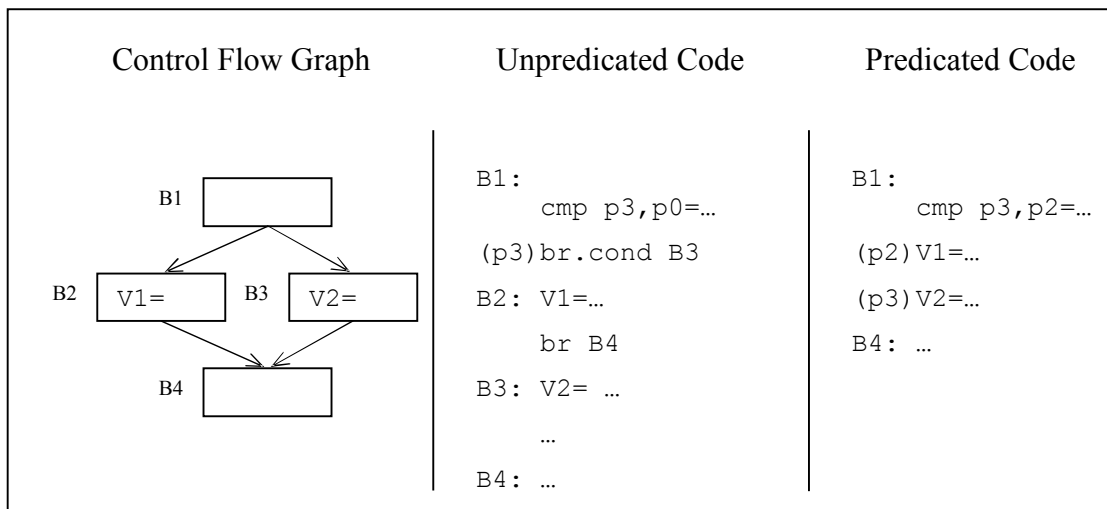 Control Flow Graph
B1
B2
V1=
B3
V2=
B4
Unpredicated Code
B1:
cmp p3,p0=…
(p3)br.cond B3
B2: V1=…
br B4
B3: V2= …
…
B4: …
Predicated Code
B1:
cmp p3,p2=…
(p2)V1=…
(p3)V2=…
B4: …